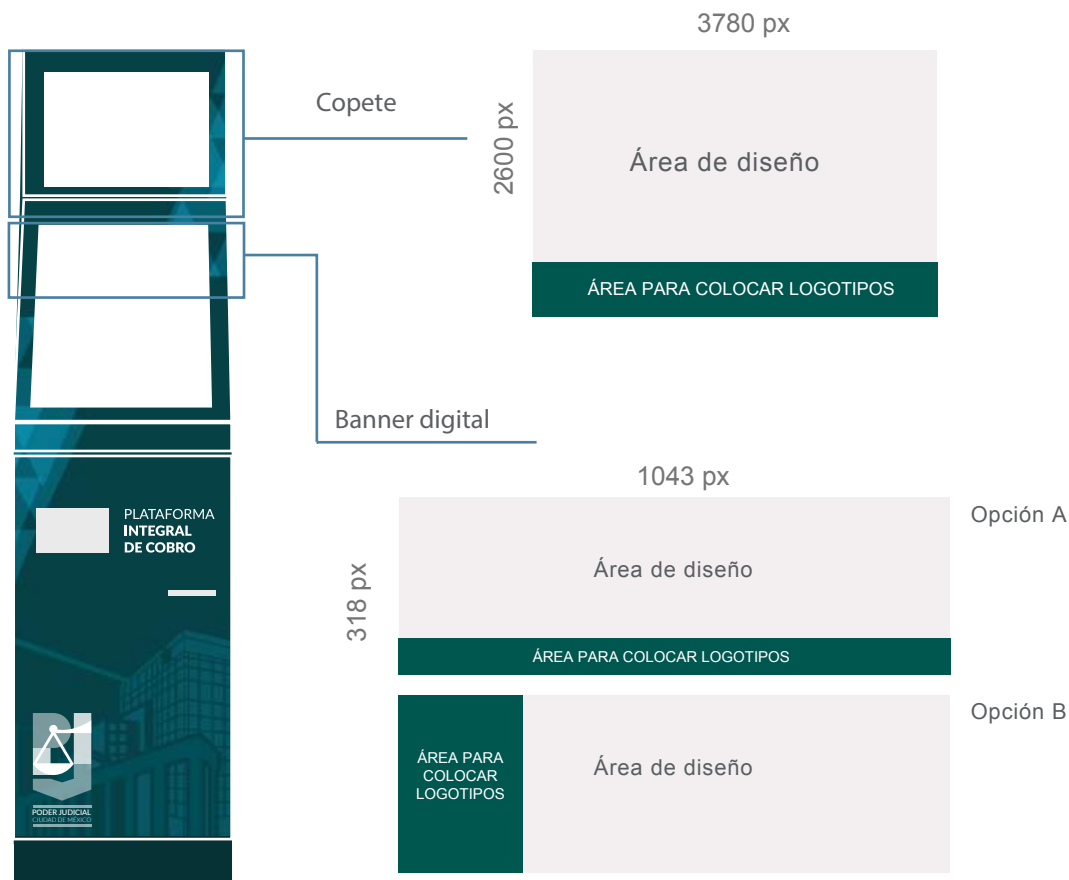 3780 px
Copete
2600 px
Área de diseño
ÁREA PARA COLOCAR LOGOTIPOS
Banner digital
1043 px
Opción A
318 px
Área de diseño
ÁREA PARA COLOCAR LOGOTIPOS
Opción B
ÁREA PARA
COLOCAR
LOGOTIPOS
Área de diseño
PLATAFORMA
INTEGRAL
DE COBRO
PODER JUDICIAL
CIUDAD DE MÉXICO